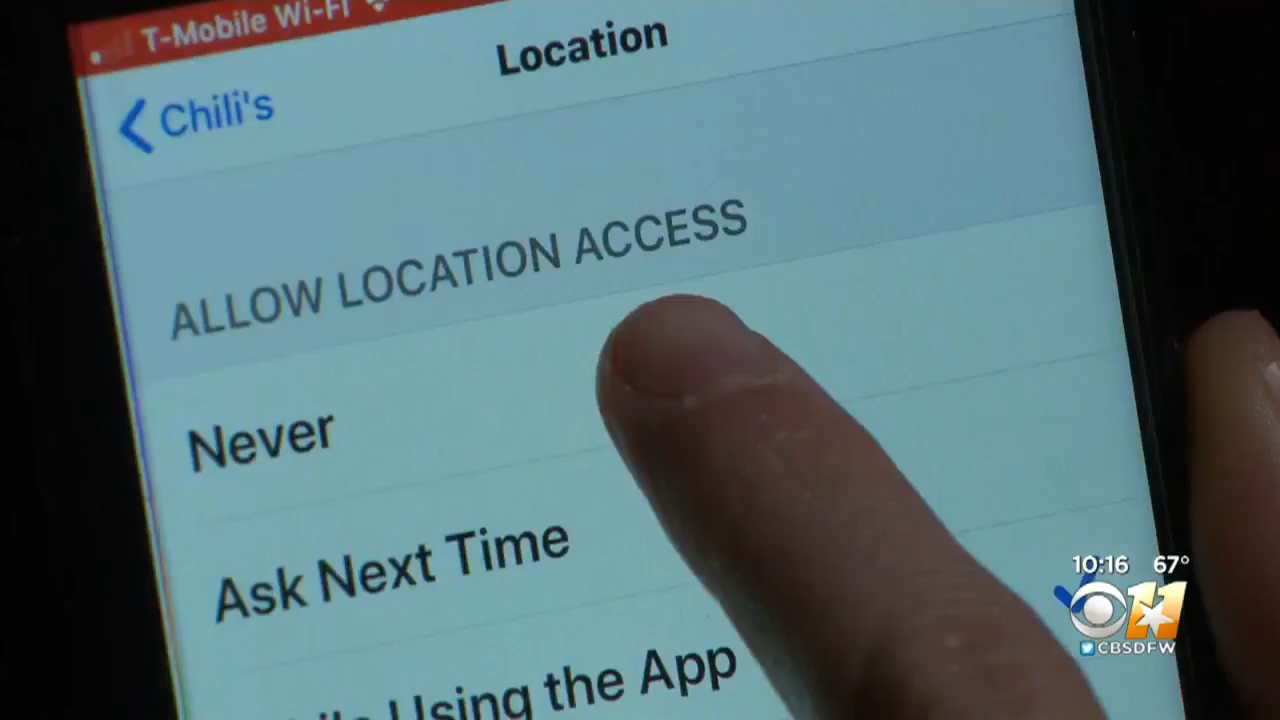 T-Mobile Wi-Fi
Location
Chili's
ALLOW LOCATION ACCESS
Never
Ask Next Time
Using the App
10:16 67°
11
CBSDFW